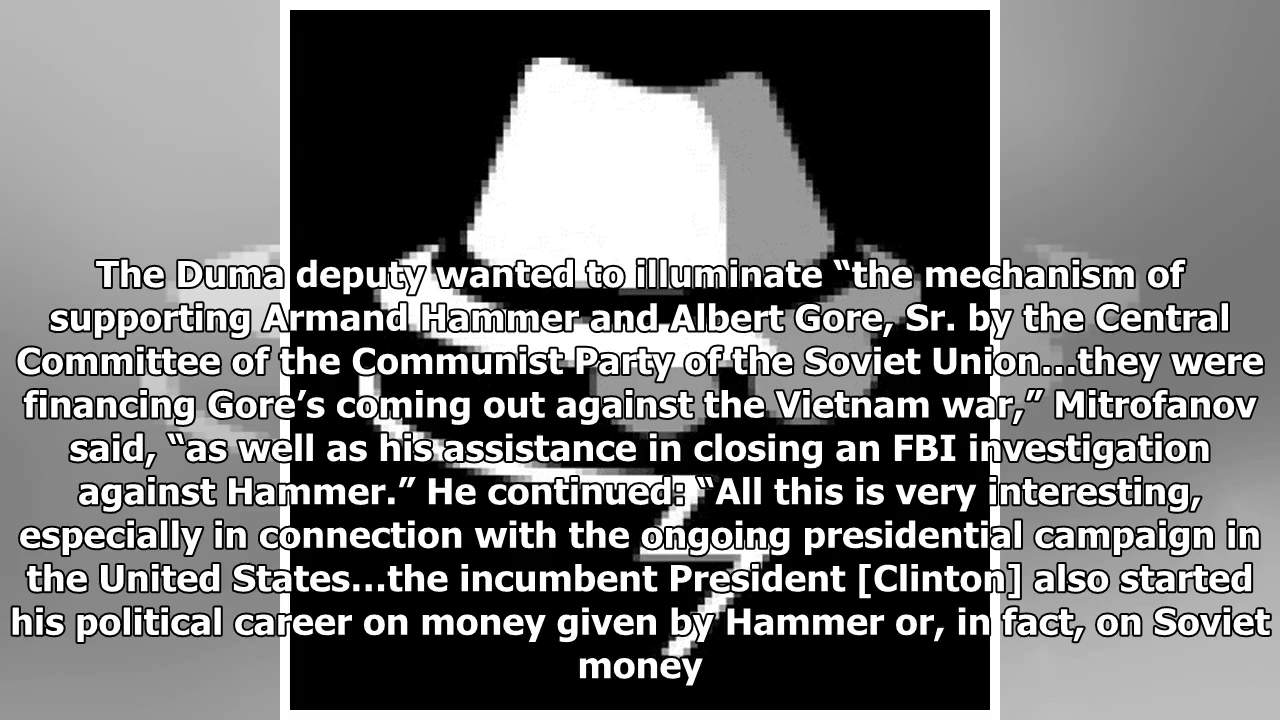 The Duma deputy wanted to illuminate “the mechanism of
supporting Armand Hammer and Albert Gore, Sr. by the Central
Committee of the Communist Party of the Soviet Union...they were
financing Gore’s coming out against the Vietnam war,” Mitrofanov
said, “as well as his assistance in closing an FBI investigation
against Hammer.” He continued: “All this is very interesting,
especially in connection with the ongoing presidential campaign in
the United States...the incumbent President [Clinton] also started
his political career on money given by Hammer or, in fact, on Soviet
money